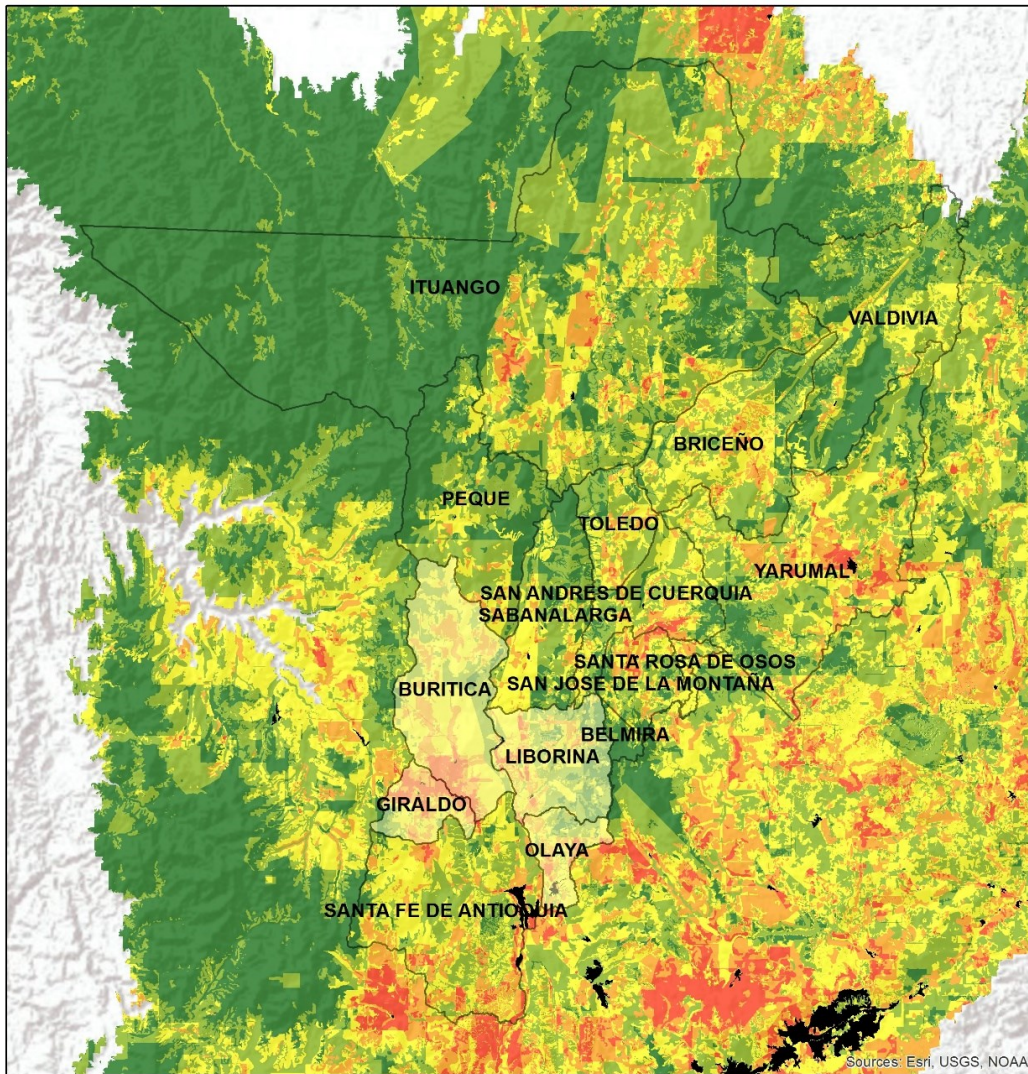 ITUANGO
VALDIVIA
BRICEÑO
PEQUE
TOLEDO
YARUMAL
SAN ANDRES DE CUERQUIA
SABANALARGA
SANTA ROSA DE OSOS
BURITICA
SAN JOSE DE LA MONTAÑA
BELMIRA
LIBORINA
GIRALDO
OLAYA
SANTA FE DE ANTIOQUIA
Sources: Esri, USGS, NOAA